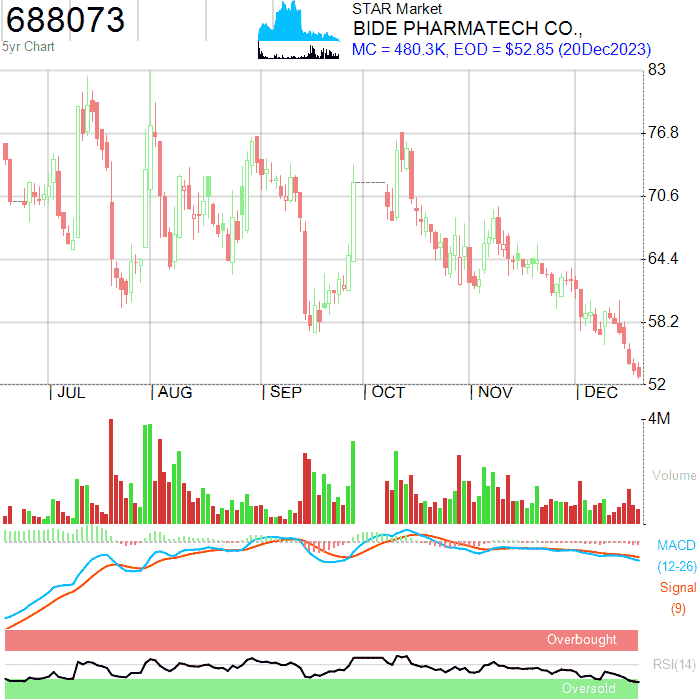 688073
5yr Chart
STAR Market
BIDE PHARMATECH CO.,
MC = 480.3K, EOD = $52.85 (20Dec2023)
83
76.8
70.6
64.4
58.2
52
JUL AUG SEP OCT NOV DEC
4M
Volume
MACD
(12-26)
Signal
(9)
Overbought
RSI(14)
Oversold